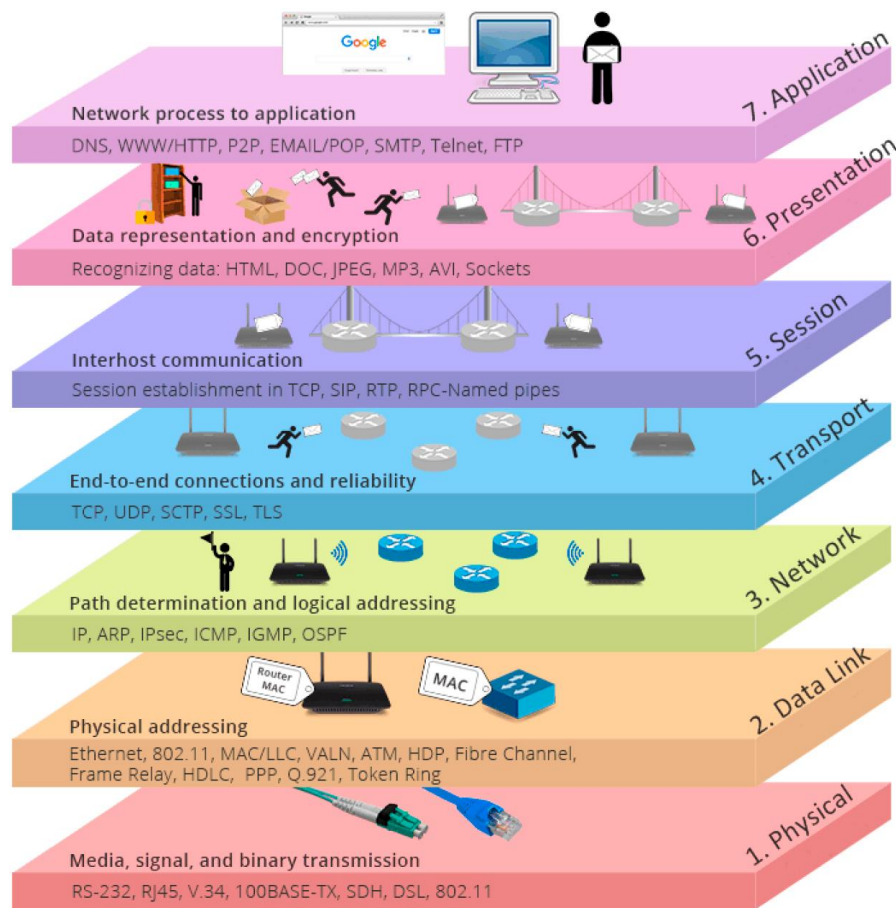 Google
7. Application
Network process to application
DNS, WWW/HTTP, P2P, EMAIL/POP, SMTP, Telnet, FTP
6. Presentation
Data representation and encryption
Recognizing data: HTML, DOC, JPEG, MP3, AVI, Sockets
5. Session
Interhost communication
Session establishment in TCP, SIP, RTP, RPC-Named pipes
4. Transport
End-to-end connections and reliability
TCP, UDP, SCTP, SSL, TLS
3. Network
Path determination and logical addressing
IP, ARP, IPsec, ICMP, IGMP, OSPF
2. Data Link
Router
MAC
MAC
Physical addressing
Ethernet, 802.11, MAC/LLC, VALN, ATM, HDP, Fibre Channel,
Frame Relay, HDLC, PPP, Q.921, Token Ring
1. Physical
Media, signal, and binary transmission
RS-232, RJ45, V.34, 100BASE-TX, SDH, DSL, 802.11